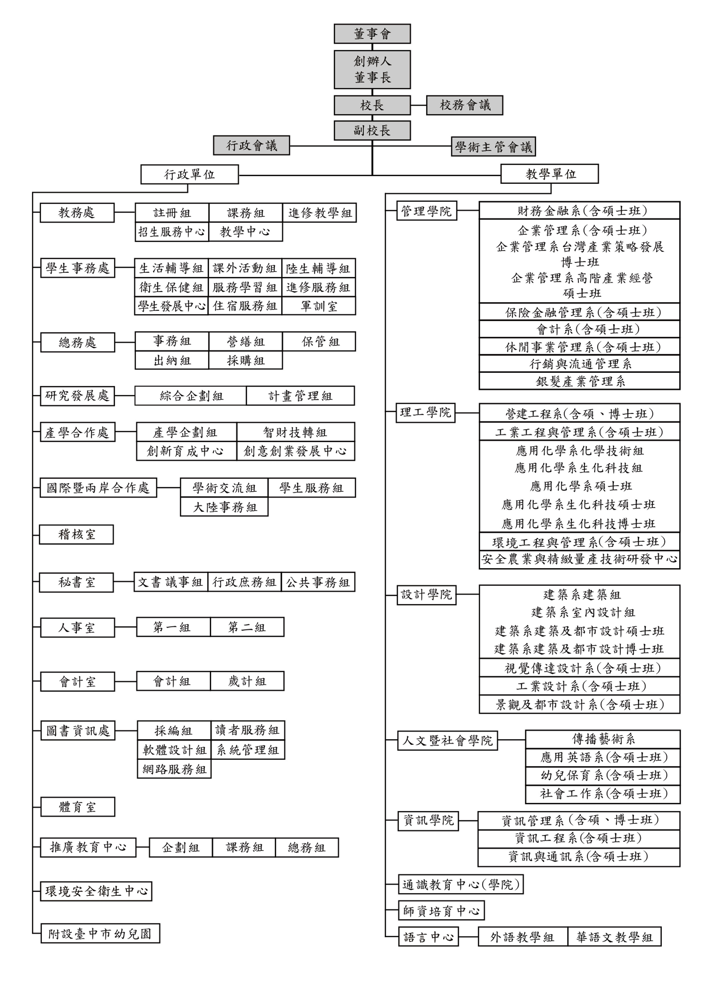 董事會
創辦人
董事長
校長
校務會議
副校長
行政會議
學術主管會議
行政單位
教學單位
教務處
註冊組
課務組
進修教學組
招生服務中心
教學中心
學生事務處
生活輔導組
課外活動組
陸生輔導組
衛生保健組
服務學習組
進修服務組
學生發展中心
住宿服務組
軍訓室
總務處
事務組
營繕組
保管組
出納組
採購組
研究發展處
綜合企劃組
計畫管理組
產學合作處
產學企劃組
智財技轉組
創新育成中心
創意創業發展中心
國際暨兩岸合作處
學術交流組
學生服務組
大陸事務組
稽核室
秘書室
文書議事組
行政庶務組
公共事務組
人事室
第一組
第二組
會計室
會計組
歲計組
圖書資訊處
採編組
讀者服務組
軟體設計組
系統管理組
網路服務組
體育室
推廣教育中心
企劃組
課務組
總務組
環境安全衛生中心
附設臺中市幼兒園
管理學院
財務金融系(含碩士班)
企業管理系(含碩士班)
企業管理系台灣產業策略發展
博士班
企業管理系高階產業經營
碩士班
保險金融管理系(含碩士班)
會計系(含碩士班)
休閒事業管理系(含碩士班)
行銷與流通管理系
銀髮產業管理系
理工學院
營建工程系(含碩、博士班)
工業工程與管理系(含碩士班)
應用化學系化學技術組
應用化學系生化科技組
應用化學系碩士班
應用化學系生化科技碩士班
應用化學系生化科技博士班
環境工程與管理系(含碩士班)
安全農業與精緻量產技術研發中心
設計學院
建築系建築組
建築系室內設計組
建築系建築及都市設計碩士班
建築系建築及都市設計博士班
視覺傳達設計系(含碩士班)
工業設計系(含碩士班)
景觀及都市設計系(含碩士班)
人文暨社會學院
傳播藝術系
應用英語系(含碩士班)
幼兒保育系(含碩士班)
社會工作系(含碩士班)
資訊學院
資訊管理系(含碩、博士班)
資訊工程系(含碩士班)
資訊與通訊系(含碩士班)
通識教育中心(學院)
師資培育中心
語言中心
外語教學組
華語文教學組